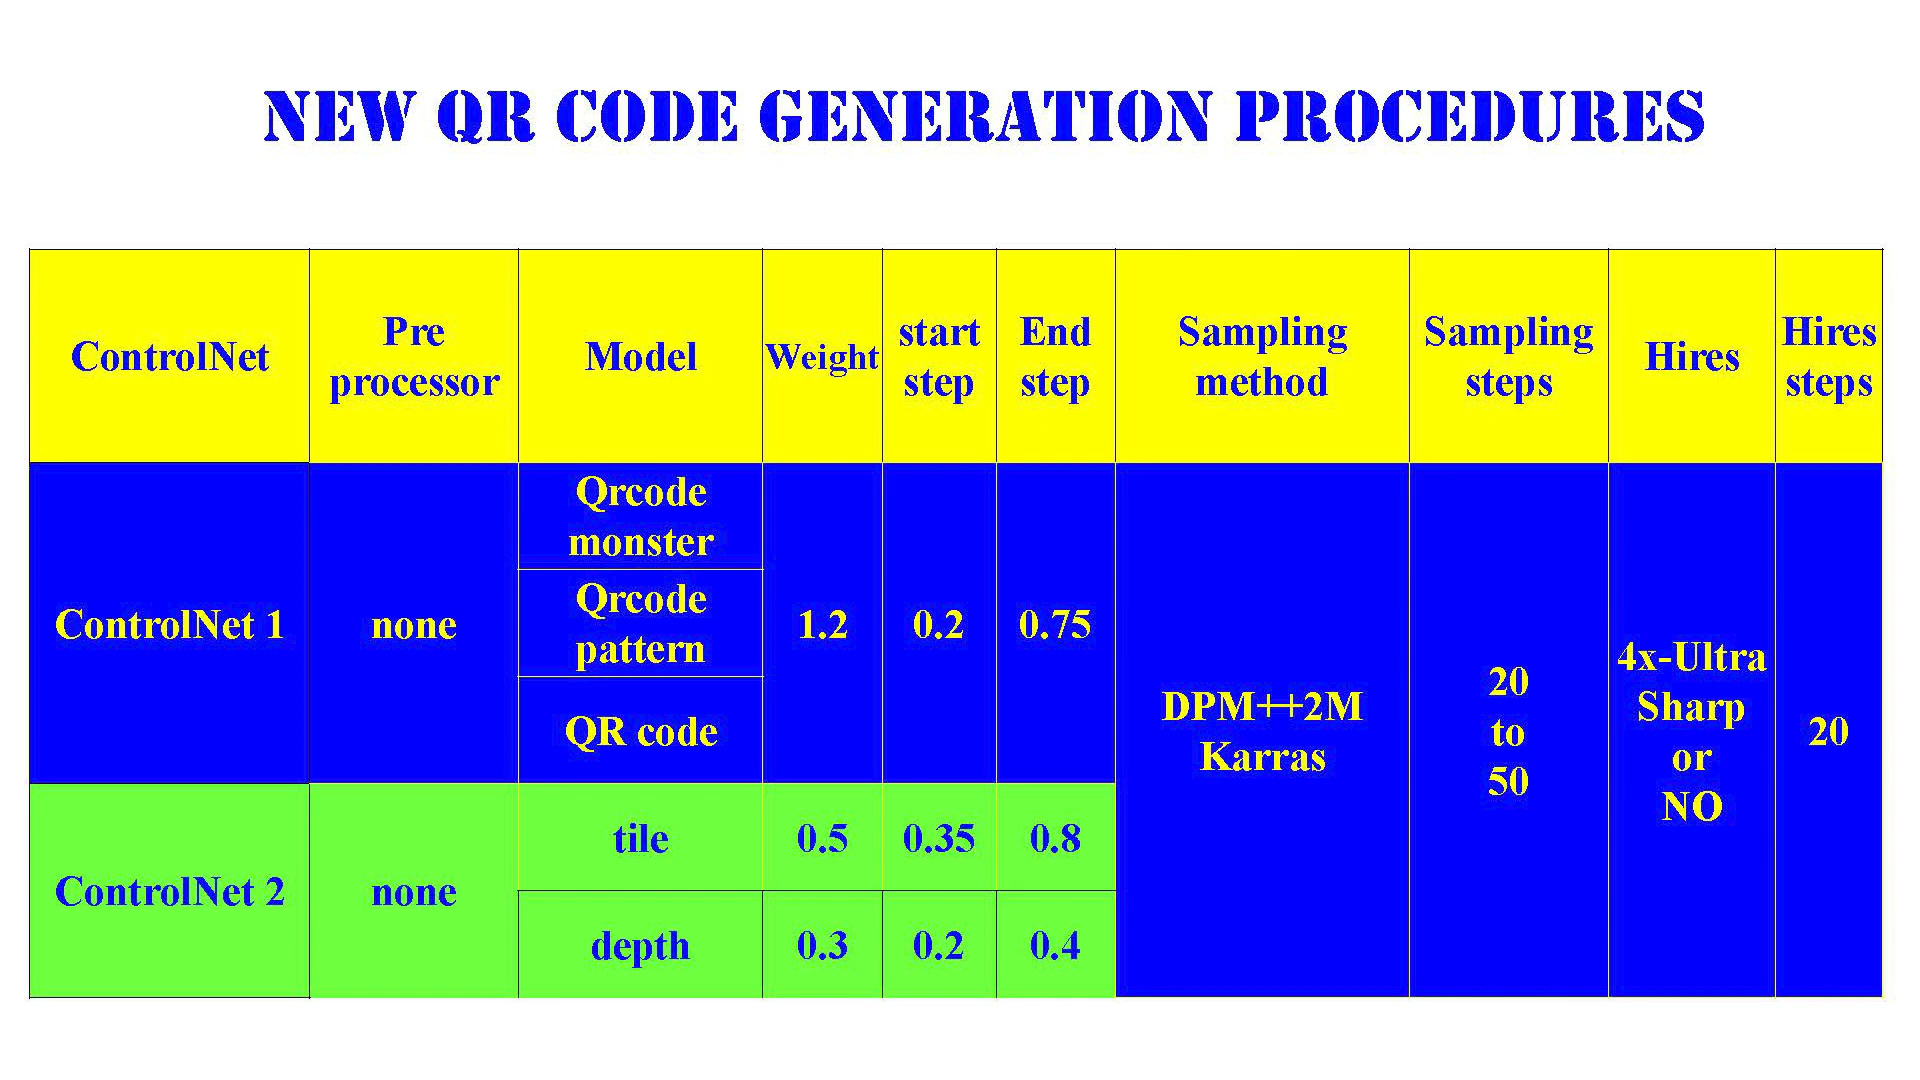 NEW QR CODE GENERATION PROCEDURES
ControlNet
Pre
processor
Model
Weight
start
step
End
step
Sampling
method
Sampling
steps
Hires
Hires
steps
ControlNet 1
none
Qrcode
monster
Qrcode
pattern
QR code
1.2
0.2
0.75
DPM++2M
Karras
20
to
50
4x-Ultra
Sharp
or
NO
20
ControlNet 2
none
tile
0.5
0.35
0.8
depth
0.3
0.2
0.4